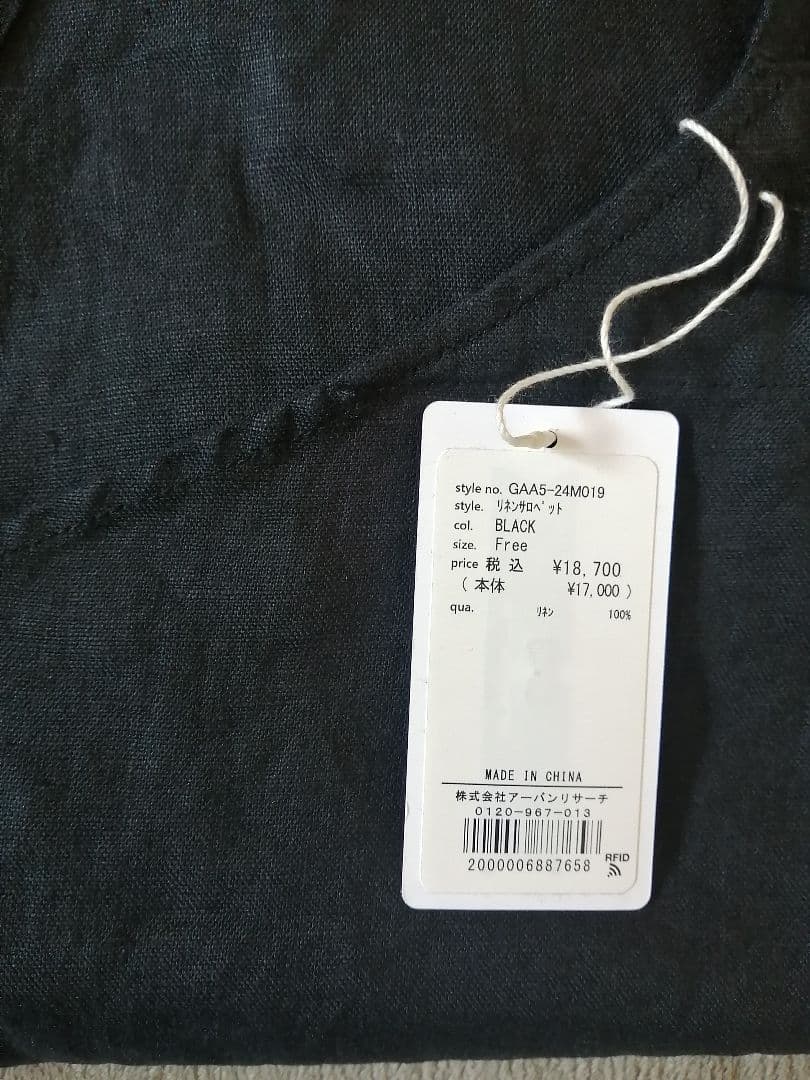 style no. GAA5-24M019
style. ﾘﾈﾝｻﾛﾍﾟｯﾄ
col. BLACK
size. Free
price 税込 ¥18,700
( 本体 ¥17,000 )
qua. ﾘﾈﾝ 100%
MADE IN CHINA
株式会社アーバンリサーチ
0120-967-013
2000006887658
RFID